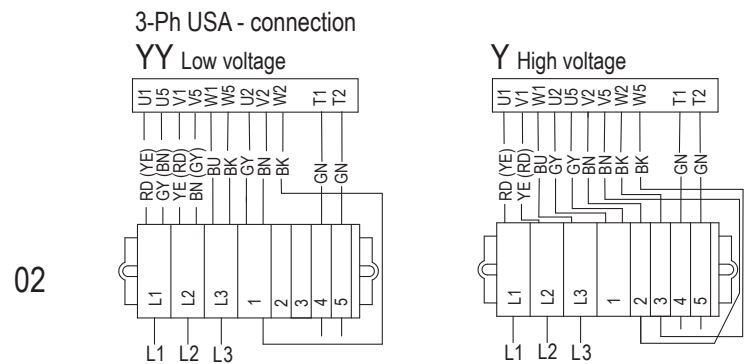 3-Ph USA - connection
YY Low voltage
Y High voltage
U1 U5 V1 V5 W1 W5 U2 V2 W2 T1 T2
RD (YE) GY (BN) YE (RD) BN (GY) BU BK GY BN BK GN GN
L1 L2 L3 1 2 3 4 5
L1 L2 L3
U1 V1 W1 U2 U5 V2 V5 W2 W5 T1 T2
RD (YE) YE (RD) BU GY GY BN BN BK BK GN GN
L1 L2 L3 1 2 3 4 5
L1 L2 L3
02